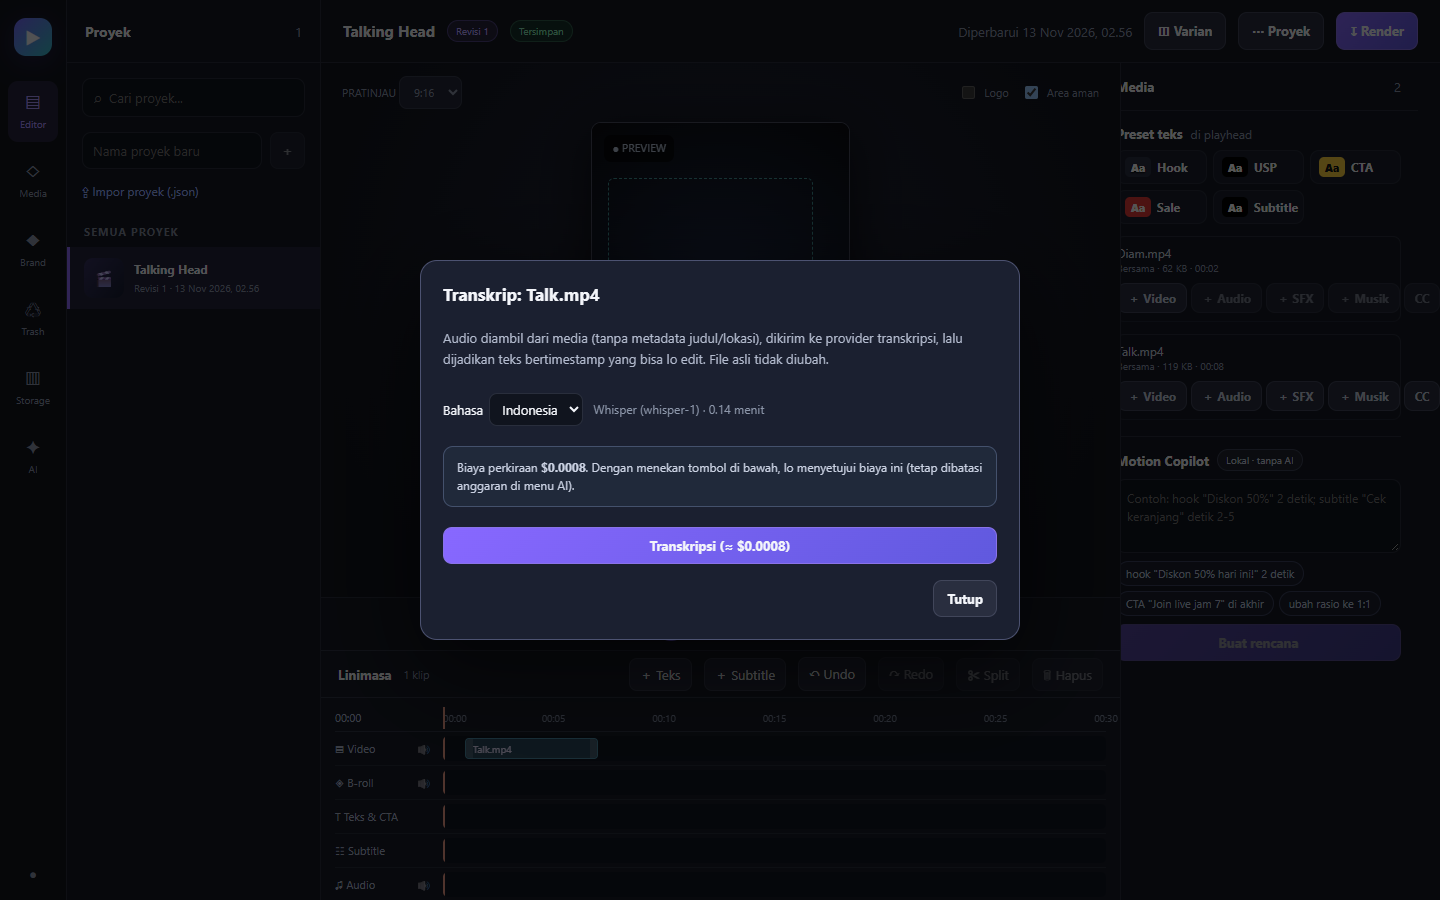 Editor
Media
Brand
Trash
Storage
AI
Proyek 1
Cari proyek...
Nama proyek baru +
Impor proyek (.json)
SEMUA PROYEK
Talking Head
Revisi 1 · 13 Nov 2026, 02.56
Talking Head Revisi 1 Tersimpan
Diperbarui 13 Nov 2026, 02.56 Varian ··· Proyek Render
PRATINJAU 9:16 Logo Area aman
● PREVIEW
Transkrip: Talk.mp4
Audio diambil dari media (tanpa metadata judul/lokasi), dikirim ke provider transkripsi, lalu
dijadikan teks bertimestamp yang bisa lo edit. File asli tidak diubah.
Bahasa Indonesia Whisper (whisper-1) · 0.14 menit
Biaya perkiraan $0.0008. Dengan menekan tombol di bawah, lo menyetujui biaya ini (tetap dibatasi
anggaran di menu AI).
Transkripsi (≈ $0.0008)
Tutup
Media 2
Preset teks di playhead
Aa Hook Aa USP Aa CTA
Aa Sale Aa Subtitle
Diam.mp4
Bersama · 62 KB · 00:02
+ Video + Audio + SFX + Musik CC
Talk.mp4
Bersama · 119 KB · 00:08
+ Video + Audio + SFX + Musik CC
Motion Copilot Lokal · tanpa AI
Contoh: hook "Diskon 50%" 2 detik; subtitle "Cek
keranjang" detik 2-5
hook "Diskon 50% hari ini!" 2 detik
CTA "Join live jam 7" di akhir ubah rasio ke 1:1
Buat rencana
Linimasa 1 klip + Teks + Subtitle Undo Redo Split Hapus
00:00 00:00 00:05 00:10 00:15 00:20 00:25 00:30
Video Talk.mp4
B-roll
T Teks & CTA
Subtitle
Audio